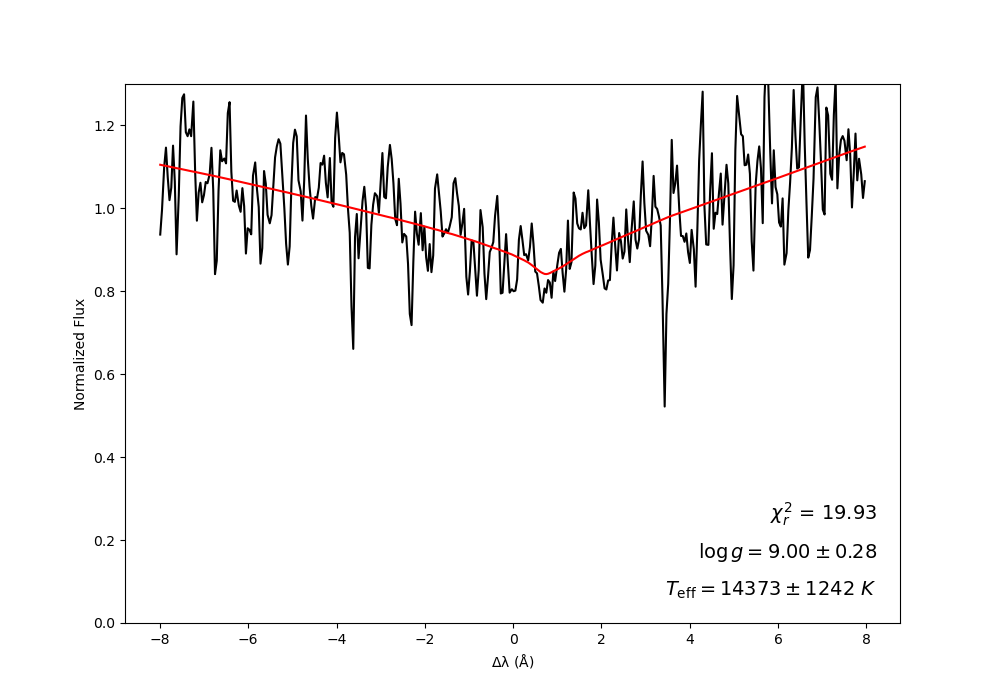 1.2
1.0
0.8
0.6
0.4
0.2
0.0
Normalized Flux
χ²ᵣ = 19.93
log g = 9.00 ± 0.28
T_eff = 14373 ± 1242 K
−8 −6 −4 −2 0 2 4 6 8
Δλ (Å)